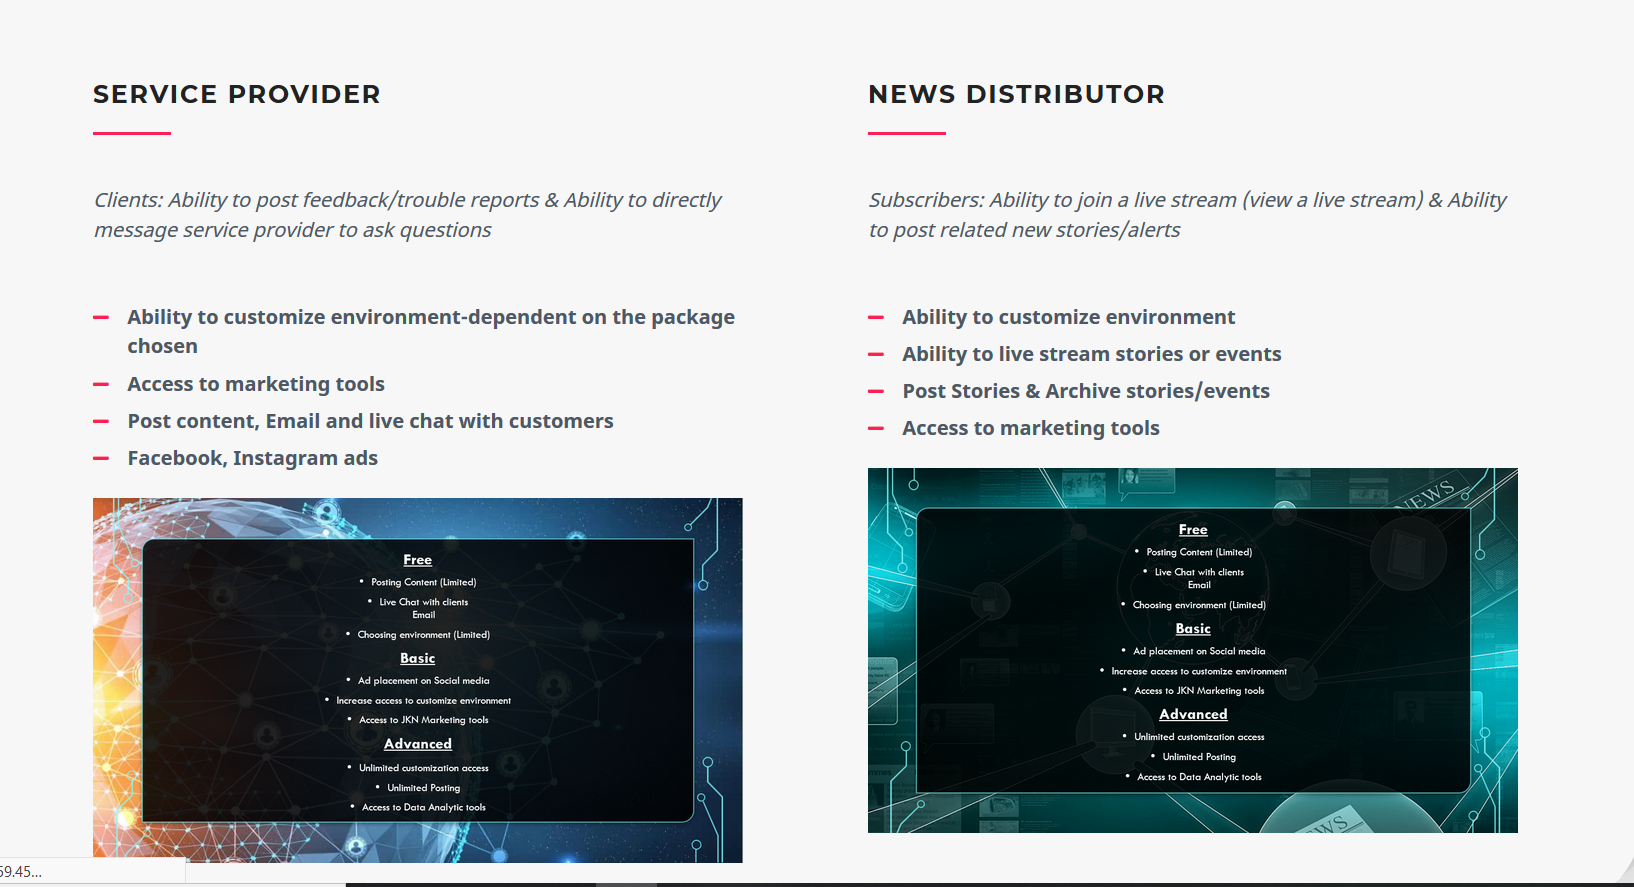 SERVICE PROVIDER
Clients: Ability to post feedback/trouble reports & Ability to directly
message service provider to ask questions
— Ability to customize environment-dependent on the package
chosen
— Access to marketing tools
— Post content, Email and live chat with customers
— Facebook, Instagram ads
Free
• Posting Content (Limited)
• Live Chat with clients
Email
• Choosing environment (Limited)
Basic
• Ad placement on Social media
• Increase access to customize environment
• Access to JKN Marketing tools
Advanced
• Unlimited customization access
• Unlimited Posting
• Access to Data Analytic tools
NEWS DISTRIBUTOR
Subscribers: Ability to join a live stream (view a live stream) & Ability
to post related new stories/alerts
— Ability to customize environment
— Ability to live stream stories or events
— Post Stories & Archive stories/events
— Access to marketing tools
NEWS
Free
• Posting Content (Limited)
• Live Chat with clients
Email
• Choosing environment (Limited)
Basic
• Ad placement on Social media
• Increase access to customize environment
• Access to JKN Marketing tools
Advanced
• Unlimited customization access
• Unlimited Posting
• Access to Data Analytic tools
59.45...